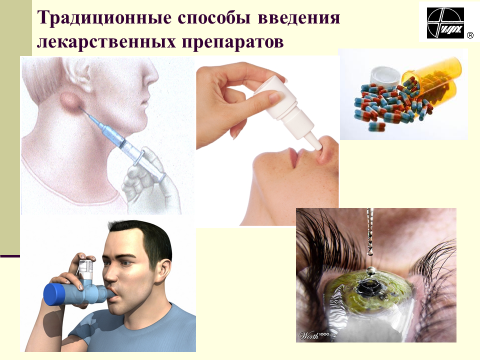 Традиционные способы введения
лекарственных препаратов
®